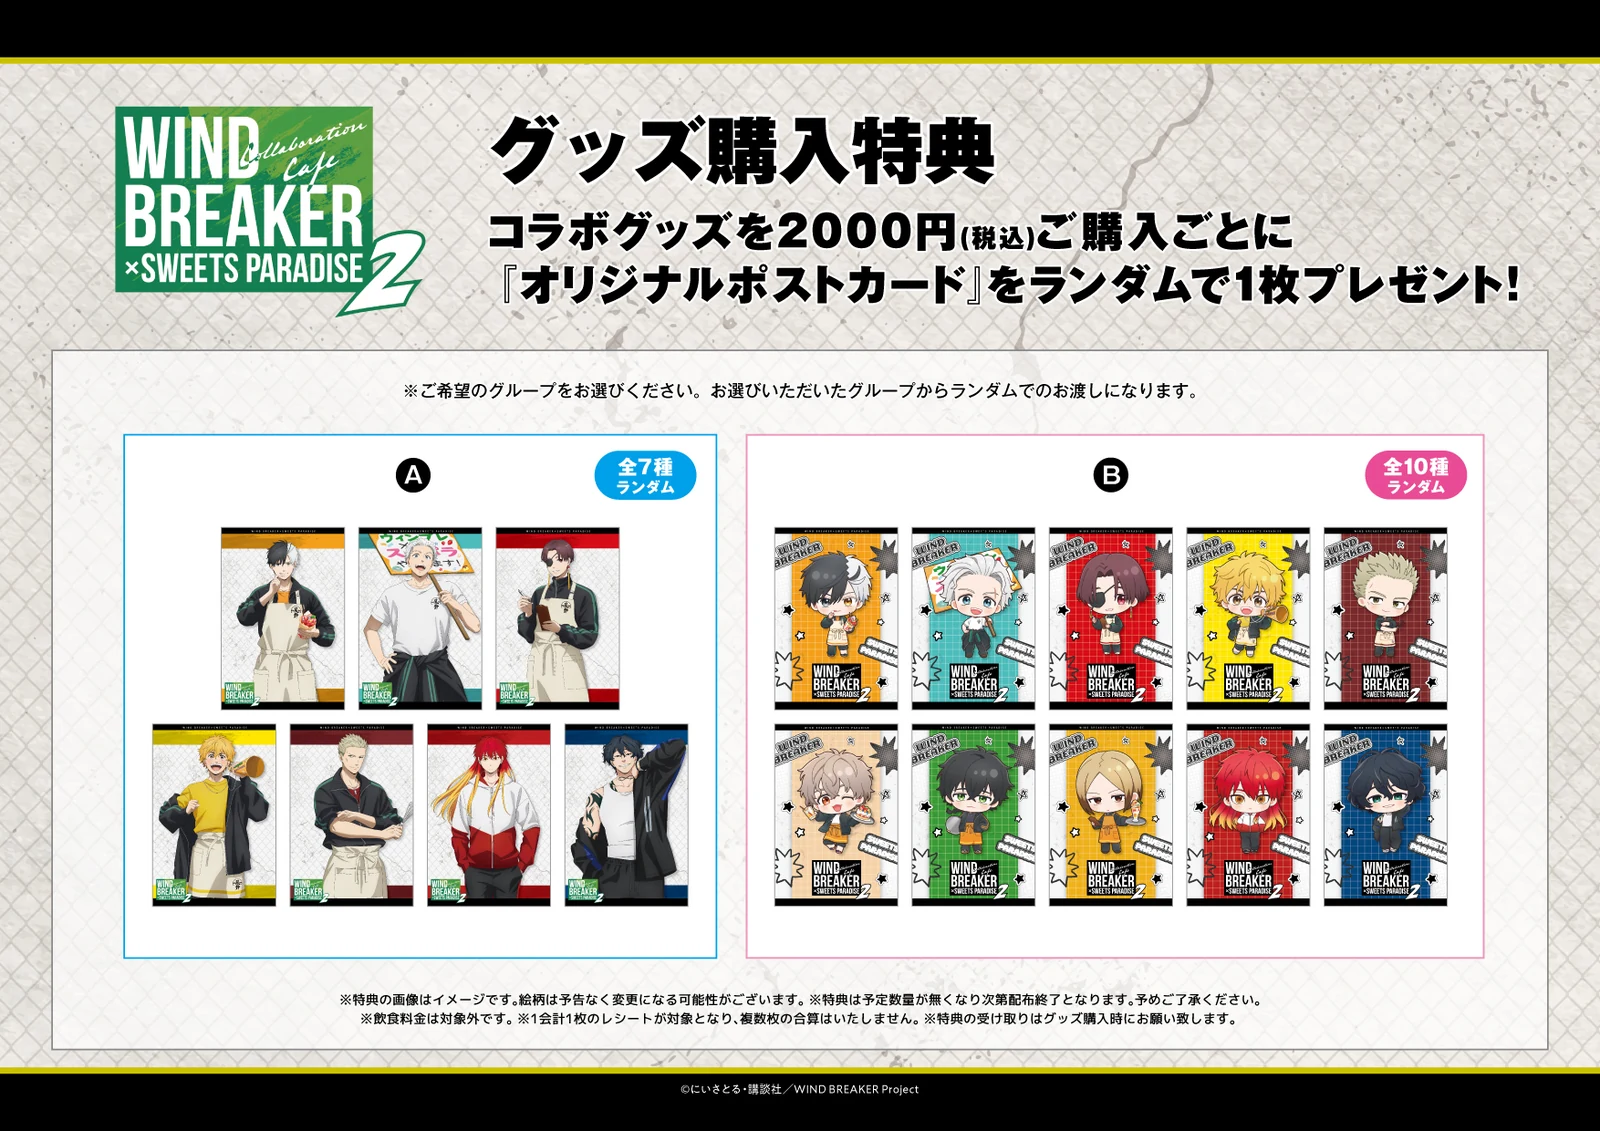 WIND
Collaboration
Cafe
BREAKER
×SWEETS PARADISE
2
グッズ購入特典
コラボグッズを2000円(税込)ご購入ごとに
『オリジナルポストカード』をランダムで1枚プレゼント!
※ご希望のグループをお選びください。お選びいただいたグループからランダムでのお渡しになります。
A
全7種
ランダム
B
全10種
ランダム
※特典の画像はイメージです。絵柄は予告なく変更になる可能性がございます。※特典は予定数量が無くなり次第配布終了となります。予めご了承ください。
※飲食料金は対象外です。※1会計1枚のレシートが対象となり、複数枚の合算はいたしません。※特典の受け取りはグッズ購入時にお願い致します。
©にいさとる・講談社／WIND BREAKER Project